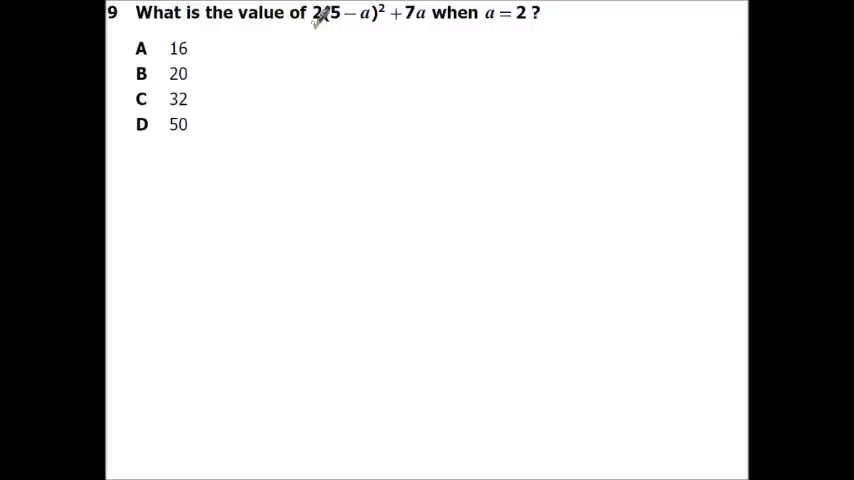 9 What is the value of 2(5 − a)² + 7a when a = 2 ?
A 16
B 20
C 32
D 50